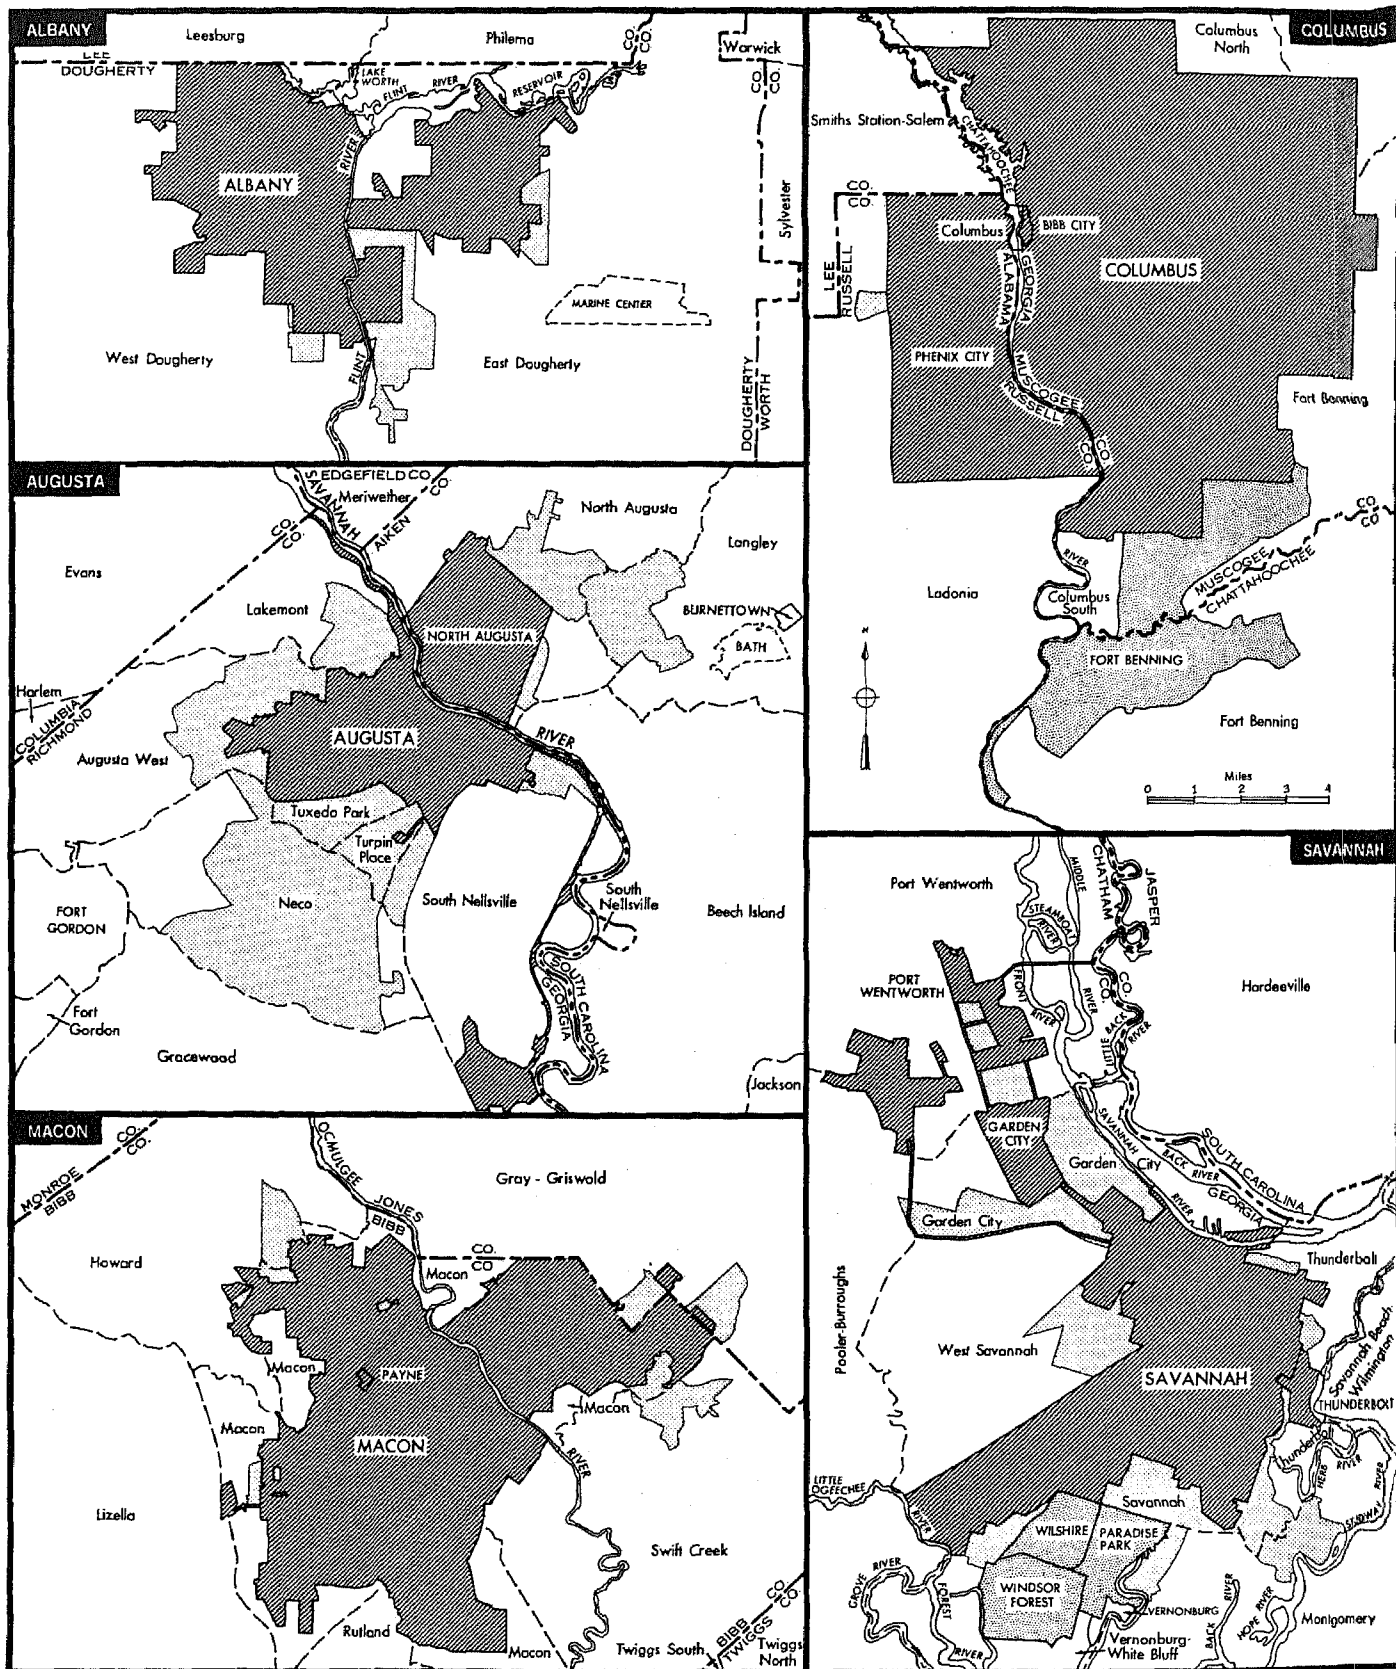 ALBANY
Leesburg
Philema
CO.
CO.
Warwick
CO.
CO.
LEE
DOUGHERTY
LAKE
WORTH
FLINT
RIVER
RESERVOIR
RIVER
ALBANY
Sylvester
MARINE CENTER
West Dougherty
FLINT
East Dougherty
DOUGHERTY
WORTH
COLUMBUS
Columbus
North
Smiths Station-Salem
CHATTAHOOCHEE
CO.
CO.
LEE
RUSSELL
Columbus
BIBB CITY
GEORGIA
ALABAMA
COLUMBUS
PHENIX CITY
MUSCOGEE
RUSSELL
Fort Benning
CO.
CO.
CO.
CO.
RIVER
MUSCOGEE
CHATTAHOOCHEE
Ladonia
Columbus
South
N
FORT BENNING
Fort Benning
Miles
0 1 2 3 4
AUGUSTA
SAVANNAH
EDGEFIELD CO.
CO.
Meriwether
AIKEN
CO.
CO.
North Augusta
Langley
Evans
Lakemont
BURNETTOWN
NORTH AUGUSTA
BATH
Harlem
COLUMBIA
RICHMOND
AUGUSTA
RIVER
Augusta West
Tuxedo Park
Turpin
Place
FORT
GORDON
Neco
South Nellsville
South
Nellsville
Beech Island
Fort
Gordon
SOUTH CAROLINA
GEORGIA
Gracewood
Jackson
MACON
CO.
CO.
MONROE
BIBB
OCMULGEE
JONES
BIBB
Gray - Griswold
CO.
CO.
Howard
Macon
Macon
PAYNE
Macon
Macon
MACON
RIVER
Lizella
Swift Creek
Rutland
Macon
Twiggs South
BIBB
TWIGGS
CO.
CO.
Twiggs
North
SAVANNAH
Port Wentworth
MIDDLE
RIVER
CHATHAM
JASPER
CO.
CO.
STEAMBOAT
RIVER
PORT
WENTWORTH
FRONT
RIVER
Hardeeville
LITTLE
BACK
RIVER
GARDEN
CITY
SAVANNAH
RIVER
Garden City
BACK
RIVER
SOUTH CAROLINA
GEORGIA
Garden City
Thunderbolt
Pooler-Burroughs
West Savannah
Savannah Beach,
Wilmington
SAVANNAH
THUNDERBOLT
Thunderbolt
HERB
RIVER
LITTLE
OGEECHEE
RIVER
Savannah
RIVER
WILSHIRE
PARADISE
PARK
GROVE
RIVER
FOREST
RIVER
WINDSOR
FOREST
VERNONBURG
Vernonburg-
White Bluff
BACK
RIVER
HOPE RIVER
Montgomery